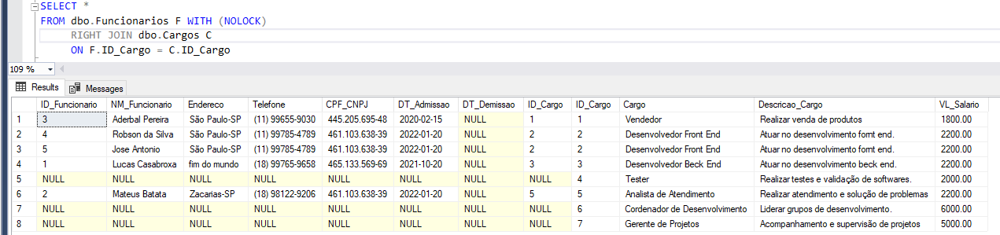 SELECT *
FROM dbo.Funcionarios F WITH (NOLOCK)
RIGHT JOIN dbo.Cargos C
ON F.ID_Cargo = C.ID_Cargo
109 %
Results Messages
ID_Funcionario NM_Funcionario Endereco Telefone CPF_CNPJ DT_Admissao DT_Demissao ID_Cargo ID_Cargo Cargo Descricao_Cargo VL_Salario
1 3 Aderbal Pereira São Paulo-SP (11) 99655-9030 445.205.695-48 2020-02-15 NULL 1 1 Vendedor Realizar venda de produtos 1800.00
2 4 Robson da Silva São Paulo-SP (11) 99785-4789 461.103.638-39 2022-01-20 NULL 2 2 Desenvolvedor Front End Atuar no desenvolvimento fornt end. 2200.00
3 5 Jose Antonio São Paulo-SP (11) 99785-4789 461.103.638-39 2022-01-20 NULL 2 2 Desenvolvedor Front End Atuar no desenvolvimento fornt end. 2200.00
4 1 Lucas Casabroxa fim do mundo (18) 99765-9658 465.133.569-69 2021-10-20 NULL 3 3 Desenvolvedor Beck End Atuar no desenvolvimento beck end. 2200.00
5 NULL NULL NULL NULL NULL NULL NULL NULL 4 Tester Realizar testes e validação de softwares. 2000.00
6 2 Mateus Batata Zacarias-SP (18) 98122-9206 461.103.638-39 2022-01-20 NULL 5 5 Analista de Atendimento Realizar atendimento e solução de problemas 2200.00
7 NULL NULL NULL NULL NULL NULL NULL NULL 6 Cordenador de Desenvolvimento Liderar grupos de desenvolvimento. 6000.00
8 NULL NULL NULL NULL NULL NULL NULL NULL 7 Gerente de Projetos Acompanhamento e supervisão de projetos 5000.00